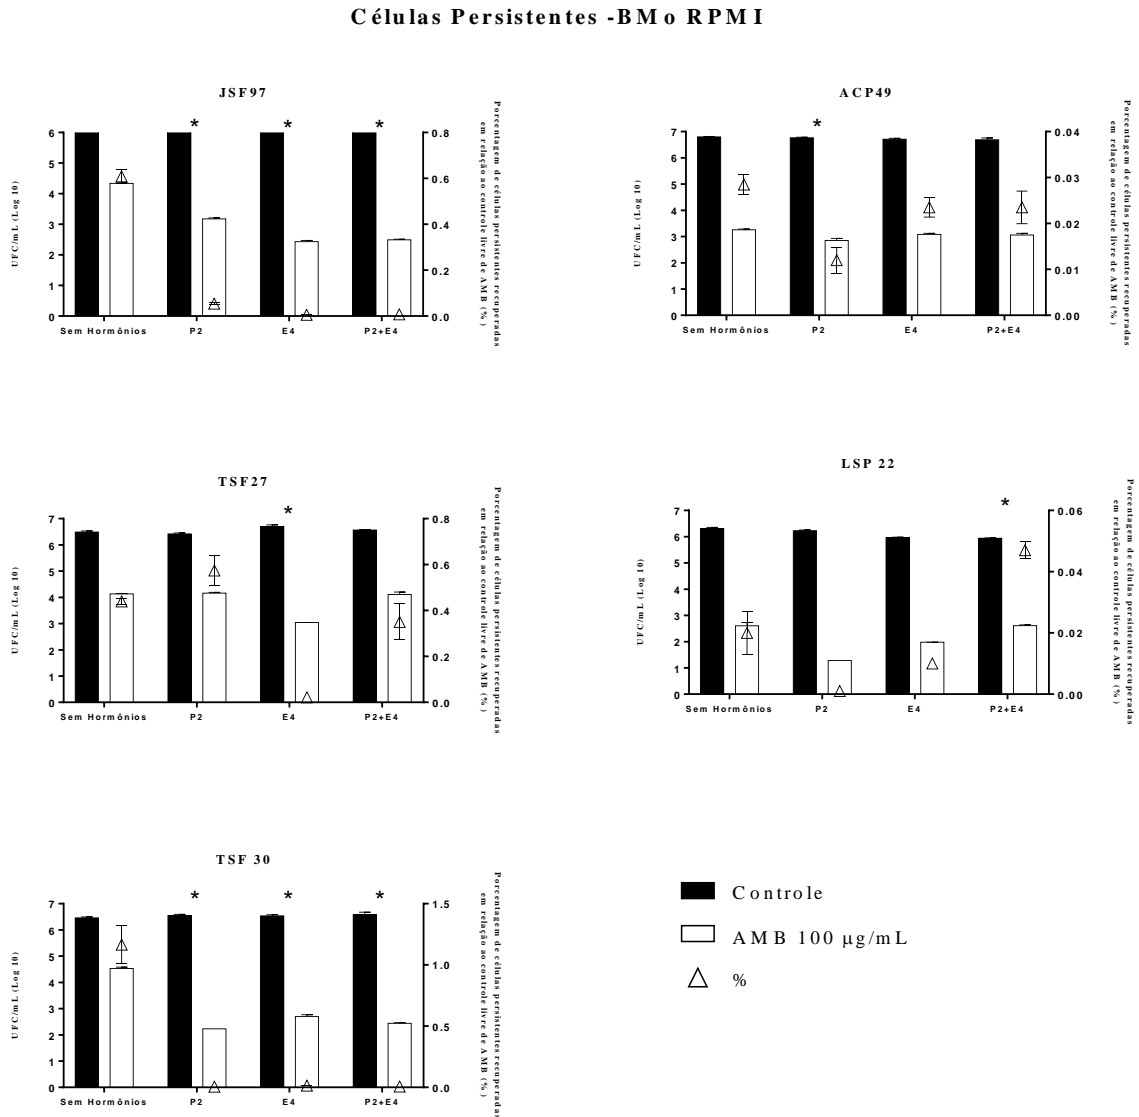 Células Persistentes -BMo RPMI
JSF97
*
*
*
UFC/mL (Log 10)
6
5
4
3
2
1
0
0.8
0.6
0.4
0.2
0.0
Porcentagem de células persistentes recuperadas
em relação ao controle livre de AMB (%)
Sem Hormônios P2 E4 P2+E4
ACP49
*
UFC/mL (Log 10)
7
6
5
4
3
2
1
0
0.04
0.03
0.02
0.01
0.00
Porcentagem de células persistentes recuperadas
em relação ao controle livre de AMB (%)
Sem Hormônios P2 E4 P2+E4
TSF27
*
UFC/mL (Log 10)
7
6
5
4
3
2
1
0
0.8
0.6
0.4
0.2
0.0
Porcentagem de células persistentes recuperadas
em relação ao controle livre de AMB (%)
Sem Hormônios P2 E4 P2+E4
LSP 22
*
UFC/mL (Log 10)
7
6
5
4
3
2
1
0
0.06
0.04
0.02
0.00
Porcentagem de células persistentes recuperadas
em relação ao controle livre de AMB (%)
Sem Hormônios P2 E4 P2+E4
TSF 30
*
*
*
UFC/mL (Log 10)
7
6
5
4
3
2
1
0
1.5
1.0
0.5
0.0
Porcentagem de células persistentes recuperadas
em relação ao controle livre de AMB (%)
Sem Hormônios P2 E4 P2+E4
Controle
AMB 100 µg/mL
%